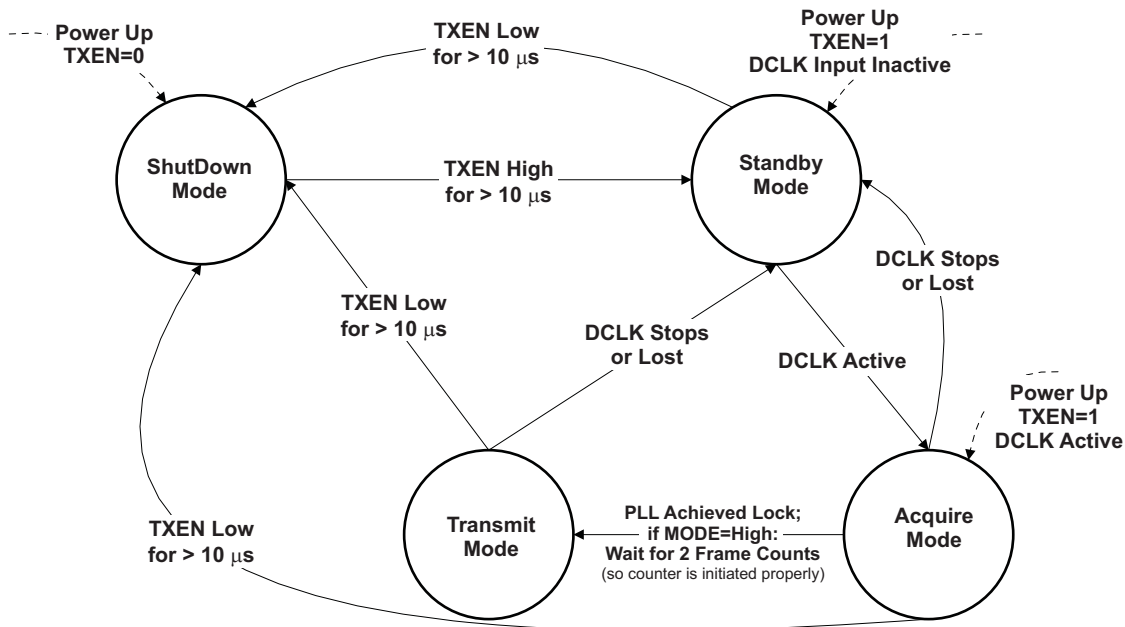 Power Up
TXEN=0
TXEN Low
for > 10 μs
Power Up
TXEN=1
DCLK Input Inactive
ShutDown
Mode
TXEN High
for > 10 μs
Standby
Mode
TXEN Low
for > 10 μs
DCLK Stops
or Lost
DCLK Stops
or Lost
DCLK Active
Power Up
TXEN=1
DCLK Active
TXEN Low
for > 10 μs
Transmit
Mode
PLL Achieved Lock;
if MODE=High:
Wait for 2 Frame Counts
(so counter is initiated properly)
Acquire
Mode